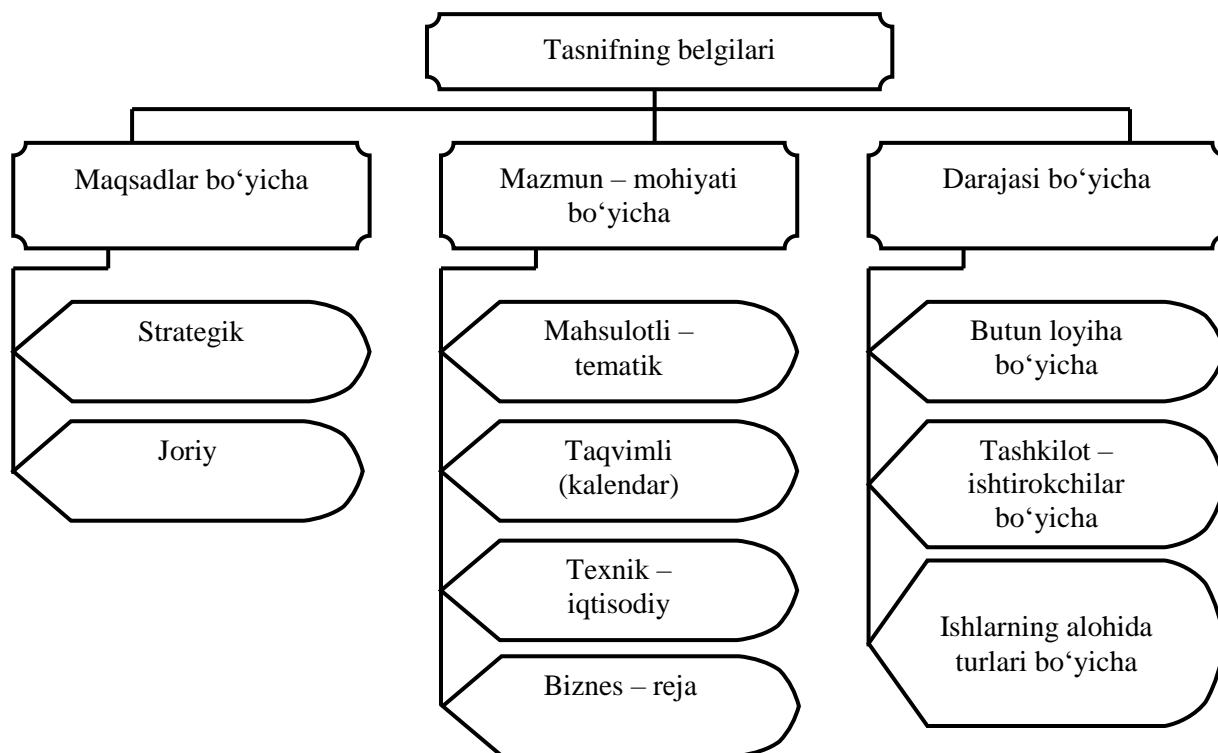 Tasnifning belgilari
Maqsadlar bo‘yicha
Mazmun – mohiyati
bo‘yicha
Darajasi bo‘yicha
Strategik
Joriy
Mahsulotli –
tematik
Taqvimli
(kalendar)
Texnik –
iqtisodiy
Biznes – reja
Butun loyiha
bo‘yicha
Tashkilot –
ishtirokchilar
bo‘yicha
Ishlarning alohida
turlari bo‘yicha